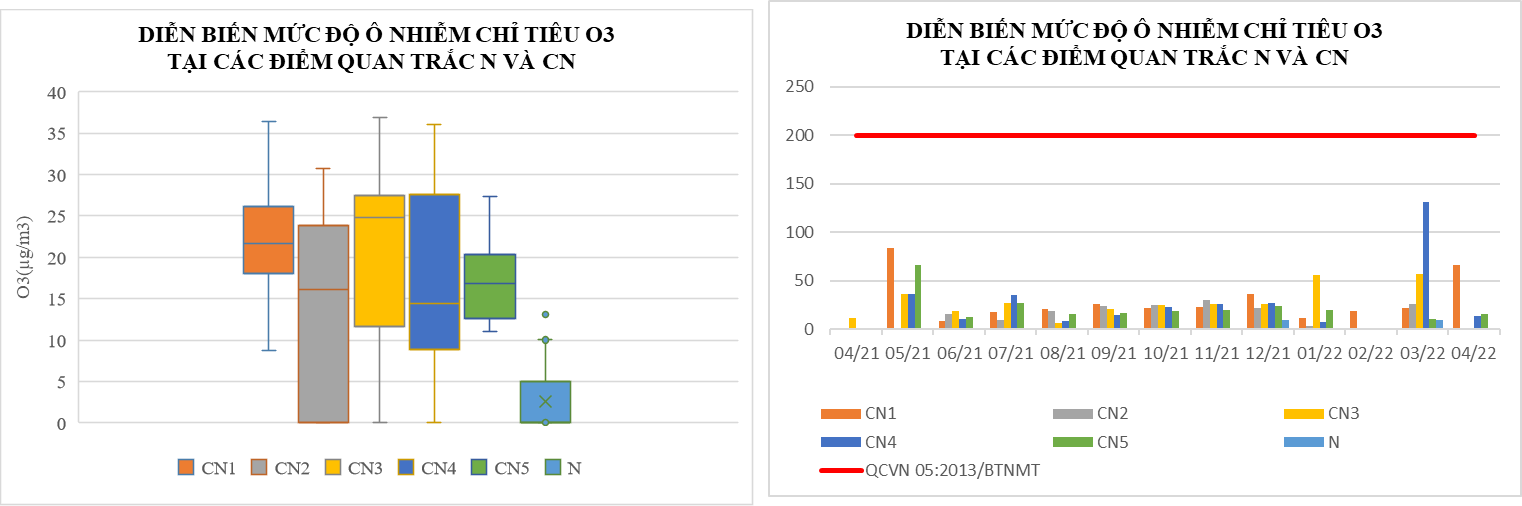 DIỄN BIẾN MỨC ĐỘ Ô NHIỄM CHỈ TIÊU O3
TẠI CÁC ĐIỂM QUAN TRẮC N VÀ CN
40
35
30
25
20
15
10
5
0
O3(µg/m3)
CN1 CN2 CN3 CN4 CN5 N
DIỄN BIẾN MỨC ĐỘ Ô NHIỄM CHỈ TIÊU O3
TẠI CÁC ĐIỂM QUAN TRẮC N VÀ CN
250
200
150
100
50
0
04/21 05/21 06/21 07/21 08/21 09/21 10/21 11/21 12/21 01/22 02/22 03/22 04/22
CN1 CN2 CN3
CN4 CN5 N
QCVN 05:2013/BTNMT